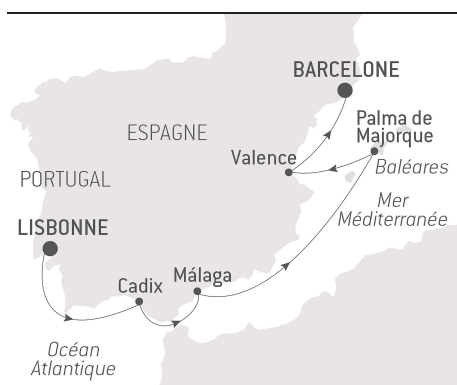 BARCELONE
Palma de
Majorque
ESPAGNE
Valence
Baléares
PORTUGAL
Mer
Méditerranée
LISBONNE
Málaga
Cadix
Océan
Atlantique